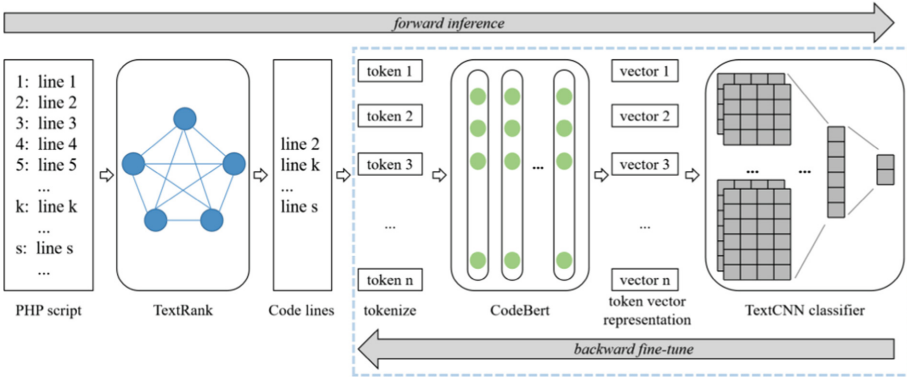 forward inference
1: line 1
2: line 2
3: line 3
4: line 4
5: line 5
...
k: line k
...
s: line s
...
PHP script
TextRank
line 2
line k
...
line s
Code lines
token 1
token 2
token 3
...
token n
tokenize
...
CodeBert
vector 1
vector 2
vector 3
...
vector n
token vector
representation
... ...
TextCNN classifier
backward fine-tune